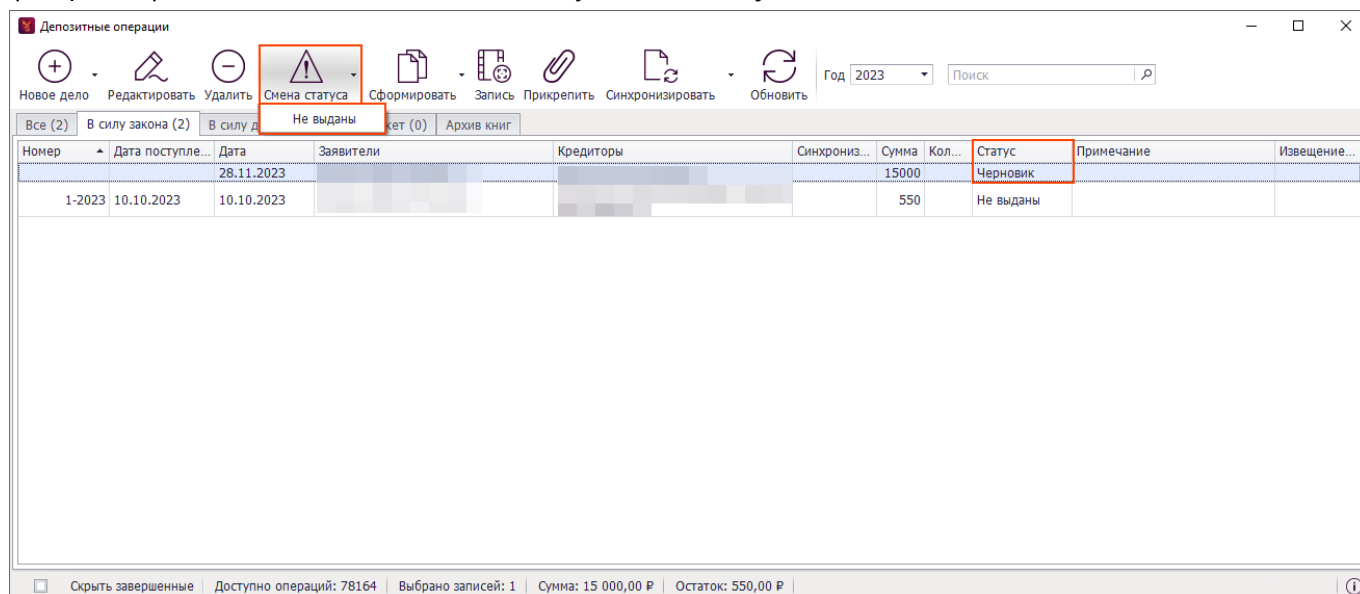 Депозитные операции
Новое дело Редактировать Удалить Смена статуса Сформировать Запись Прикрепить Синхронизировать Обновить Год 2023 Поиск
Не выданы
Все (2) В силу закона (2) В силу д кет (0) Архив книг
Номер Дата поступле... Дата Заявители Кредиторы Синхрониз... Сумма Кол... Статус Примечание Извещение...
28.11.2023 15000 Черновик
1-2023 10.10.2023 10.10.2023 550 Не выданы
Скрыть завершенные Доступно операций: 78164 Выбрано записей: 1 Сумма: 15 000,00 ₽ Остаток: 550,00 ₽